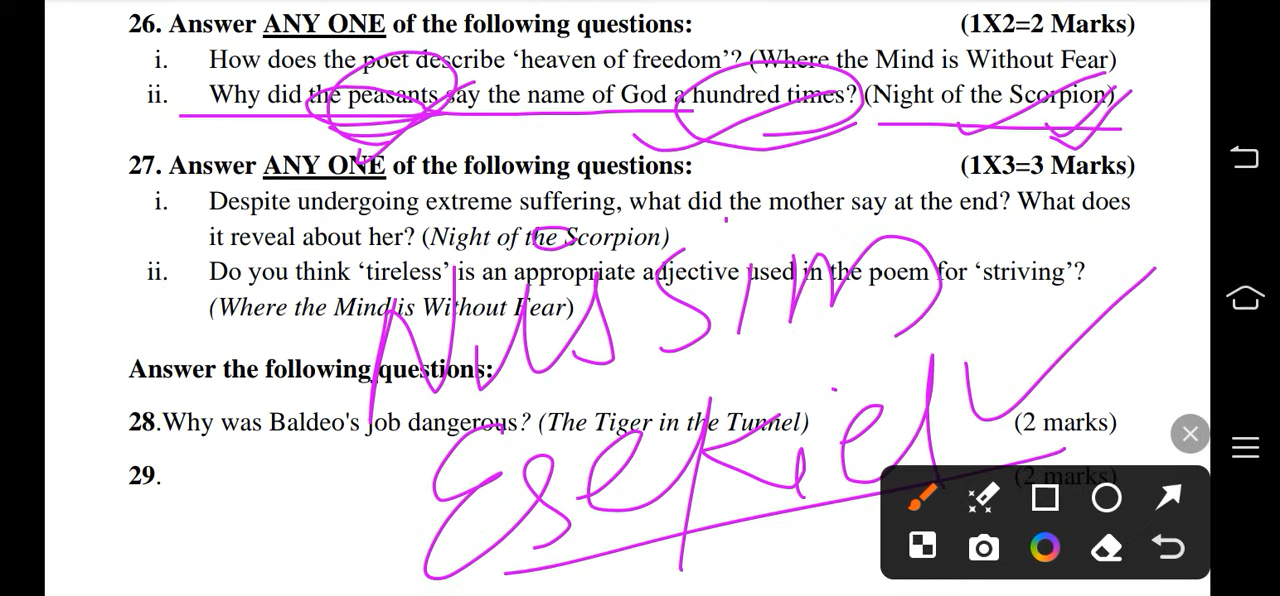 26. Answer ANY ONE of the following questions: (1X2=2 Marks)
i. How does the poet describe ‘heaven of freedom’? (Where the Mind is Without Fear)
ii. Why did the peasants say the name of God a hundred times? (Night of the Scorpion)
27. Answer ANY ONE of the following questions: (1X3=3 Marks)
i. Despite undergoing extreme suffering, what did the mother say at the end? What does
it reveal about her? (Night of the Scorpion)
ii. Do you think ‘tireless’ is an appropriate adjective used in the poem for ‘striving’?
(Where the Mind is Without Fear)
Nissim
Answer the following questions:
28.Why was Baldeo's job dangerous? (The Tiger in the Tunnel) (2 marks)
Ezekiel
29. (2 marks)